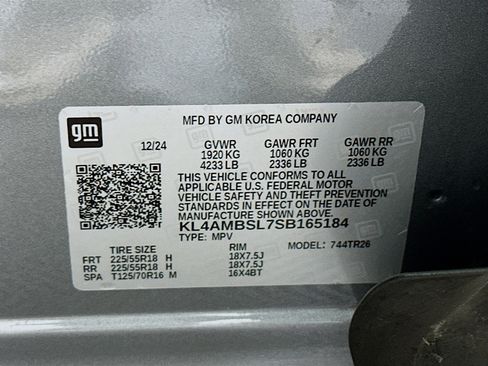 gm
MFD BY GM KOREA COMPANY
12/24 GVWR GAWR FRT GAWR RR
1920 KG 1060 KG 1060 KG
4233 LB 2336 LB 2336 LB
THIS VEHICLE CONFORMS TO ALL
APPLICABLE U.S. FEDERAL MOTOR
VEHICLE SAFETY AND THEFT PREVENTION
STANDARDS IN EFFECT ON THE DATE OF
MANUFACTURE SHOWN ABOVE.
KL4AMBSL7SB165184
TYPE: MPV
TIRE SIZE RIM 744TR26
FRT 225/55R18 H 18X7.5J
RR 225/55R18 H 18X7.5J
SPA T125/70R16 M 16X4BT